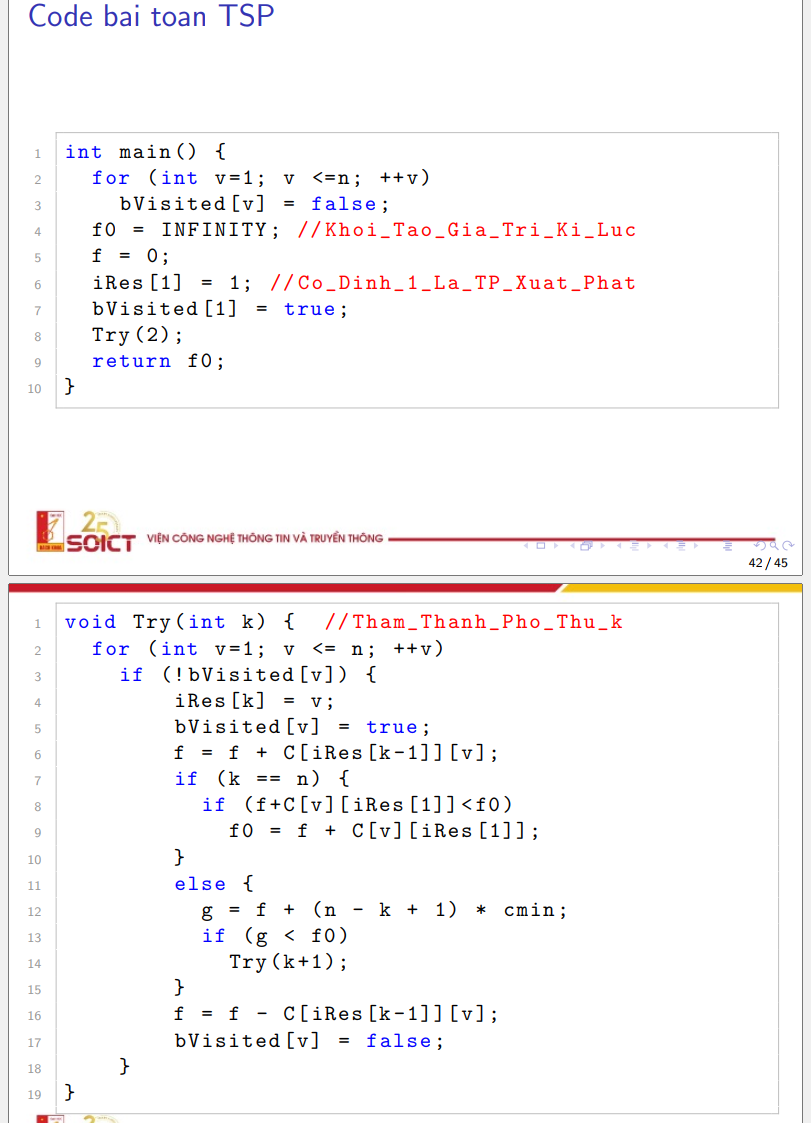 Code bai toan TSP
1 int main() {
2 for (int v=1; v <=n; ++v)
3 bVisited[v] = false;
4 f0 = INFINITY; //Khoi_Tao_Gia_Tri_Ki_Luc
5 f = 0;
6 iRes[1] = 1; //Co_Dinh_1_La_TP_Xuat_Phat
7 bVisited[1] = true;
8 Try(2);
9 return f0;
10 }
25
SOICT VIỆN CÔNG NGHỆ THÔNG TIN VÀ TRUYỀN THÔNG
42 / 45
1 void Try(int k) { //Tham_Thanh_Pho_Thu_k
2 for (int v=1; v <= n; ++v)
3 if (!bVisited[v]) {
4 iRes[k] = v;
5 bVisited[v] = true;
6 f = f + C[iRes[k-1]][v];
7 if (k == n) {
8 if (f+C[v][iRes[1]]<f0)
9 f0 = f + C[v][iRes[1]];
10 }
11 else {
12 g = f + (n - k + 1) * cmin;
13 if (g < f0)
14 Try(k+1);
15 }
16 f = f - C[iRes[k-1]][v];
17 bVisited[v] = false;
18 }
19 }